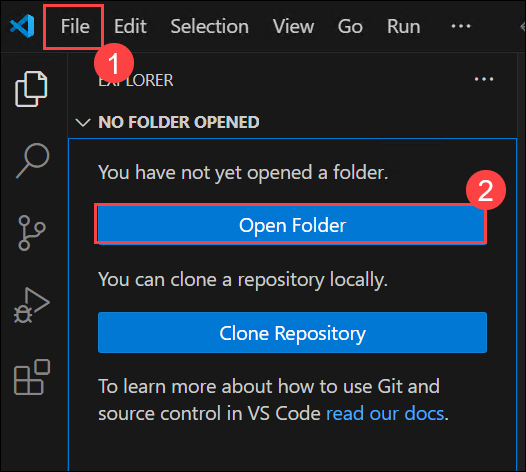 File Edit Selection View Go Run ···
1
EXPLORER ···
NO FOLDER OPENED
You have not yet opened a folder.
2
Open Folder
You can clone a repository locally.
Clone Repository
To learn more about how to use Git and
source control in VS Code read our docs.